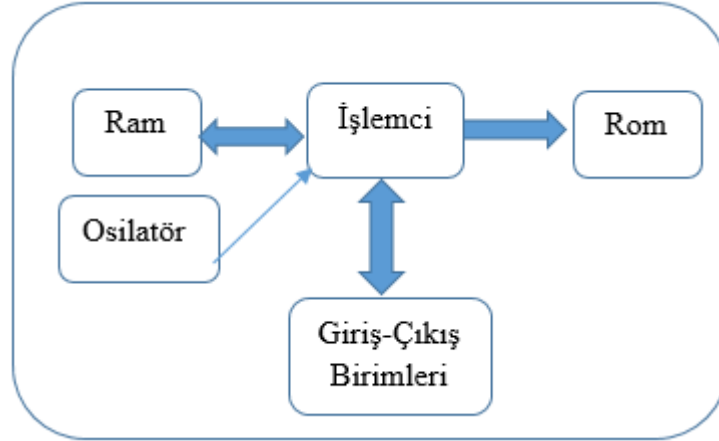 Ram
İşlemci
Rom
Osilatör
Giriş-Çıkış
Birimleri